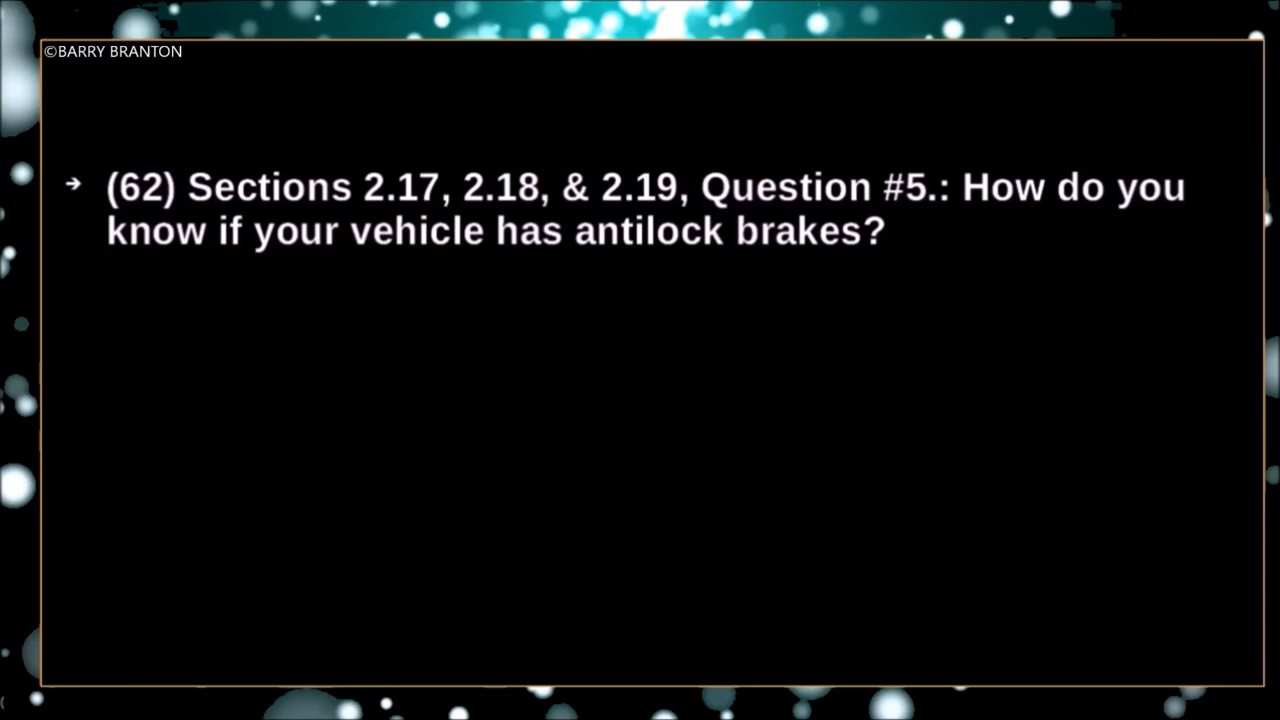 ©BARRY BRANTON
➔ (62) Sections 2.17, 2.18, & 2.19, Question #5.: How do you
know if your vehicle has antilock brakes?